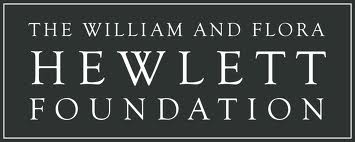 THE WILLIAM AND FLORA
HEWLETT
FOUNDATION